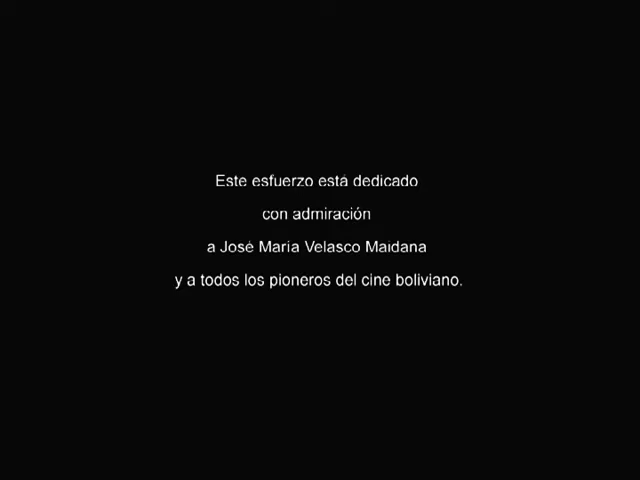 Este esfuerzo está dedicado
con admiración
a José María Velasco Maidana
y a todos los pioneros del cine boliviano.